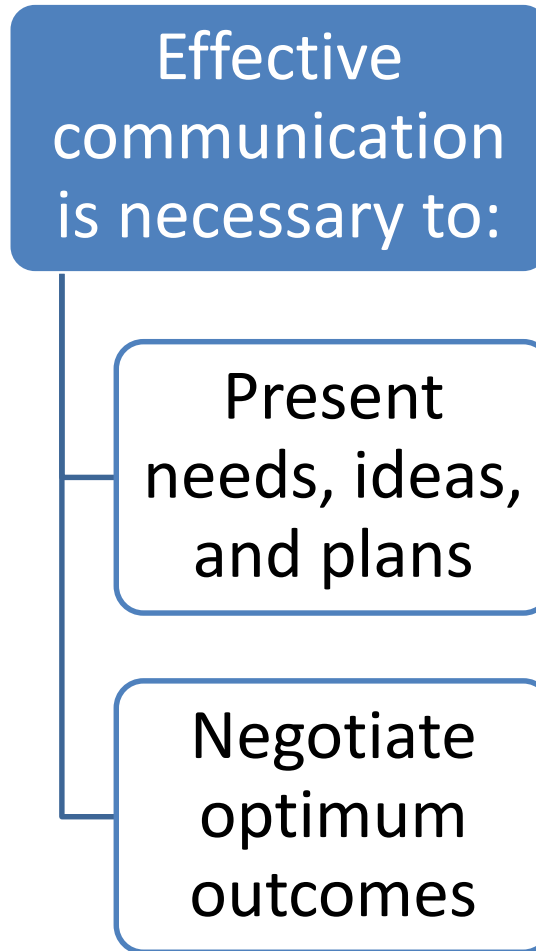 Effective
communication
is necessary to:
Present
needs, ideas,
and plans
Negotiate
optimum
outcomes